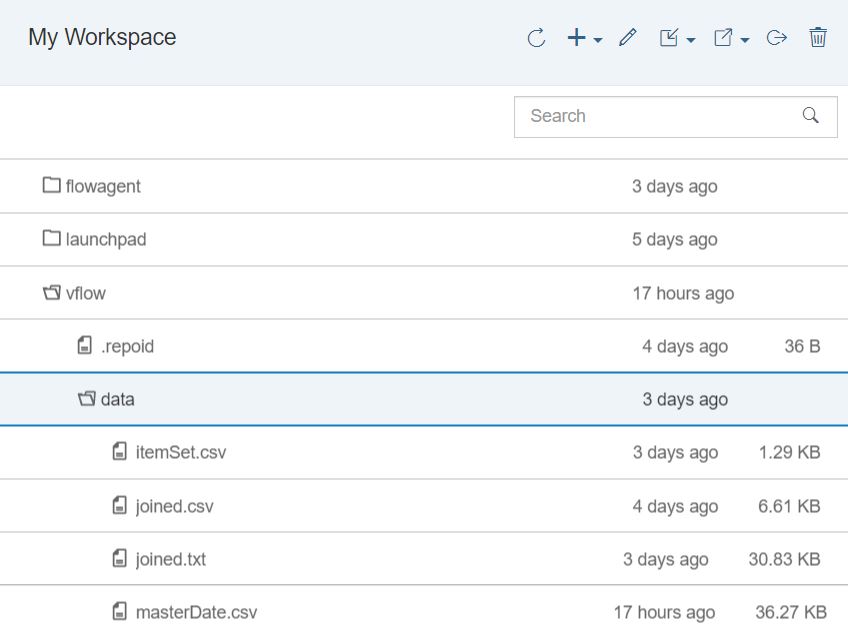 My Workspace
Search
flowagent 3 days ago
launchpad 5 days ago
vflow 17 hours ago
.repoid 4 days ago 36 B
data 3 days ago
itemSet.csv 3 days ago 1.29 KB
joined.csv 4 days ago 6.61 KB
joined.txt 3 days ago 30.83 KB
masterDate.csv 17 hours ago 36.27 KB